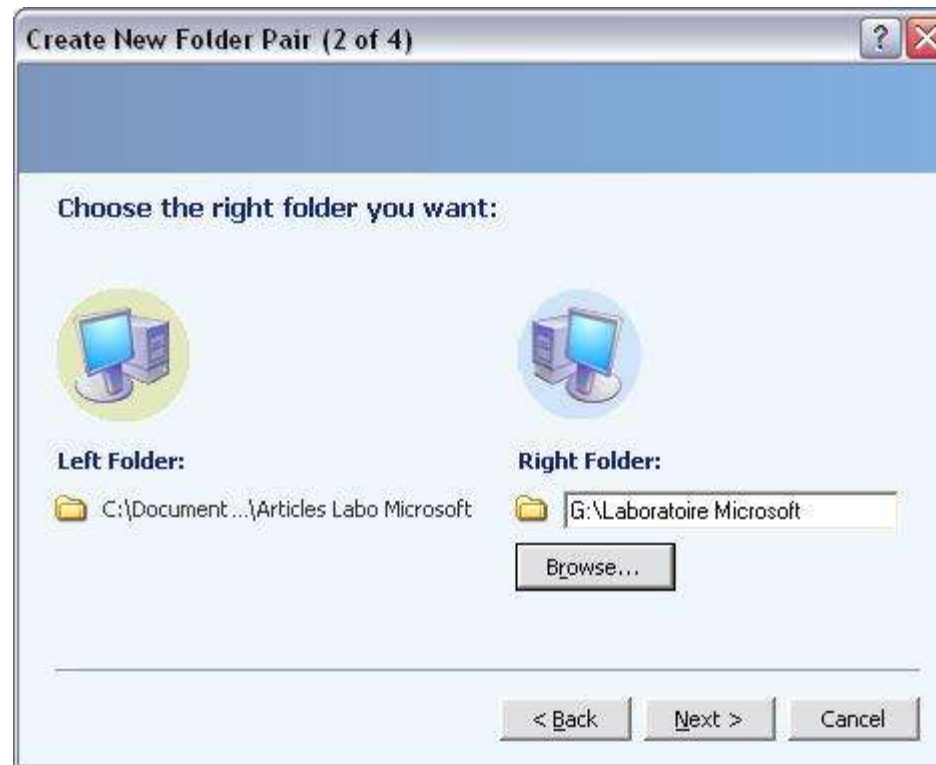 Create New Folder Pair (2 of 4)
Choose the right folder you want:
Left Folder:
Right Folder:
C:\Document ...\Articles Labo Microsoft
G:\Laboratoire Microsoft
Browse...
< Back
Next >
Cancel